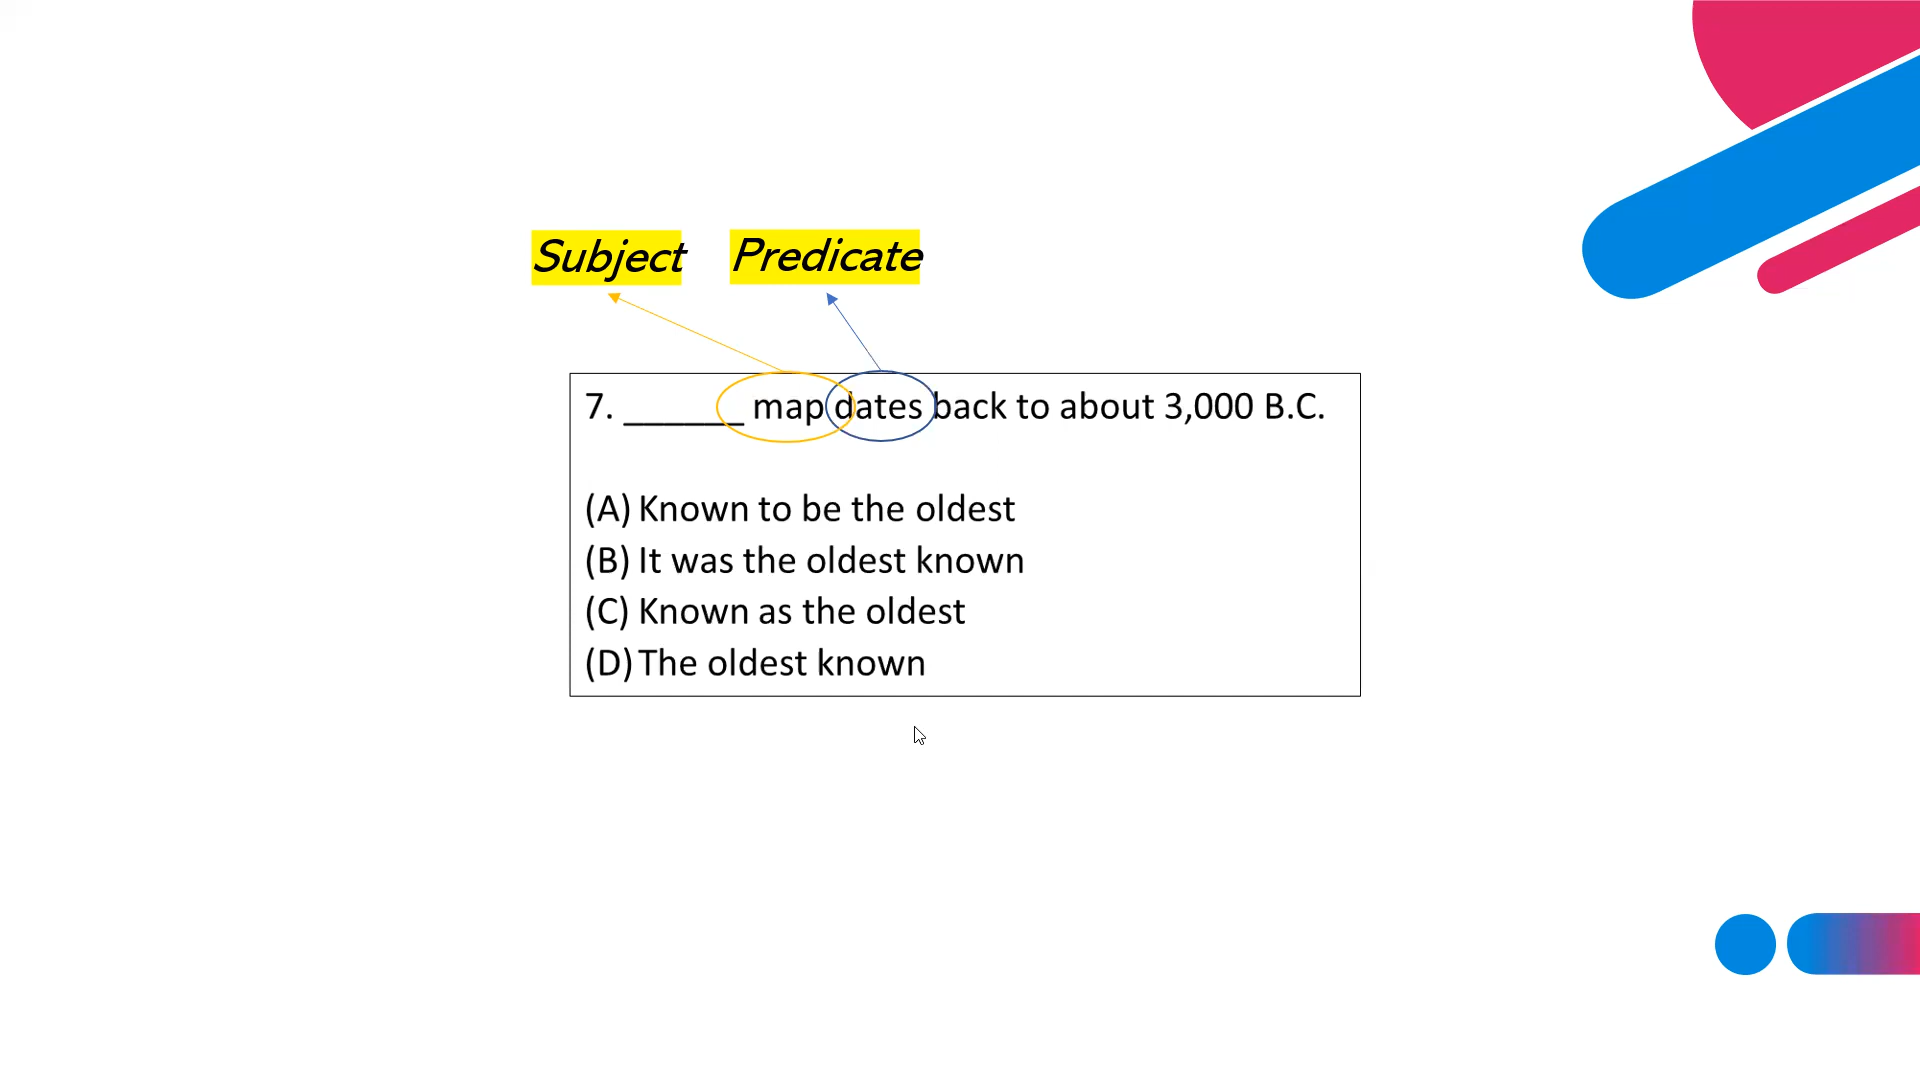 Subject Predicate
7. ______ map dates back to about 3,000 B.C.
(A) Known to be the oldest
(B) It was the oldest known
(C) Known as the oldest
(D) The oldest known